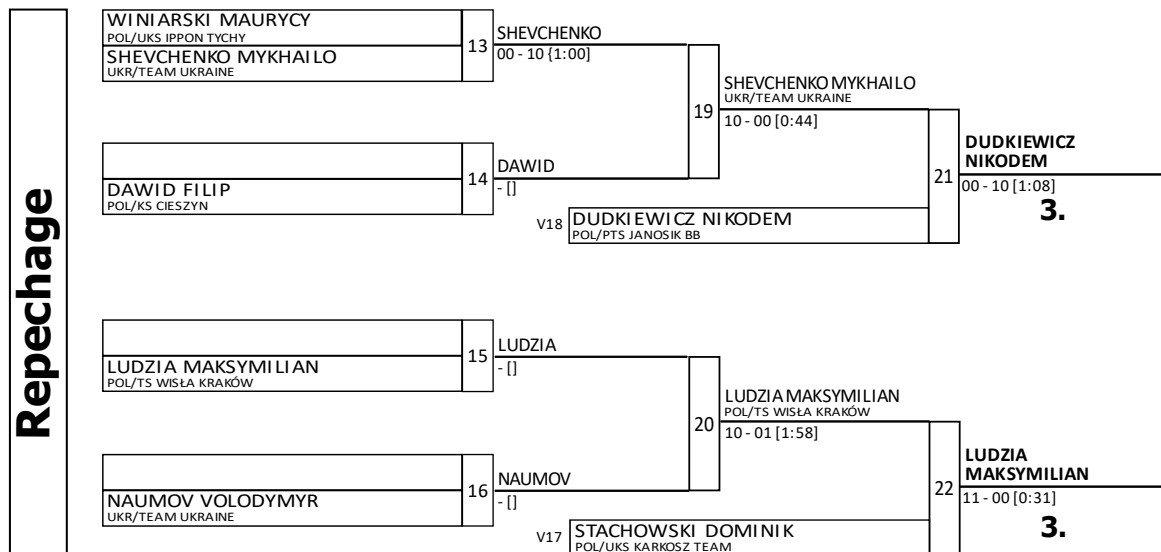 Repechage
WINIARSKI MAURYCY
POL/UKS IPPON TYCHY
SHEVCHENKO MYKHAILO
UKR/TEAM UKRAINE
13
SHEVCHENKO
00 - 10 {1:00]
DAWID FILIP
POL/KS CIESZYN
14
DAWID
- []
19
SHEVCHENKO MYKHAILO
UKR/TEAM UKRAINE
10 - 00 [0:44]
V18
DUDKIEWICZ NIKODEM
POL/PTS JANOSIK BB
21
DUDKIEWICZ
NIKODEM
00 - 10 [1:08]
3.
LUDZIA MAKSYMILIAN
POL/TS WISŁA KRAKÓW
15
LUDZIA
- []
NAUMOV VOLODYMYR
UKR/TEAM UKRAINE
16
NAUMOV
- []
20
LUDZIA MAKSYMILIAN
POL/TS WISŁA KRAKÓW
10 - 01 [1:58]
V17
STACHOWSKI DOMINIK
POL/UKS KARKOSZ TEAM
22
LUDZIA
MAKSYMILIAN
11 - 00 [0:31]
3.